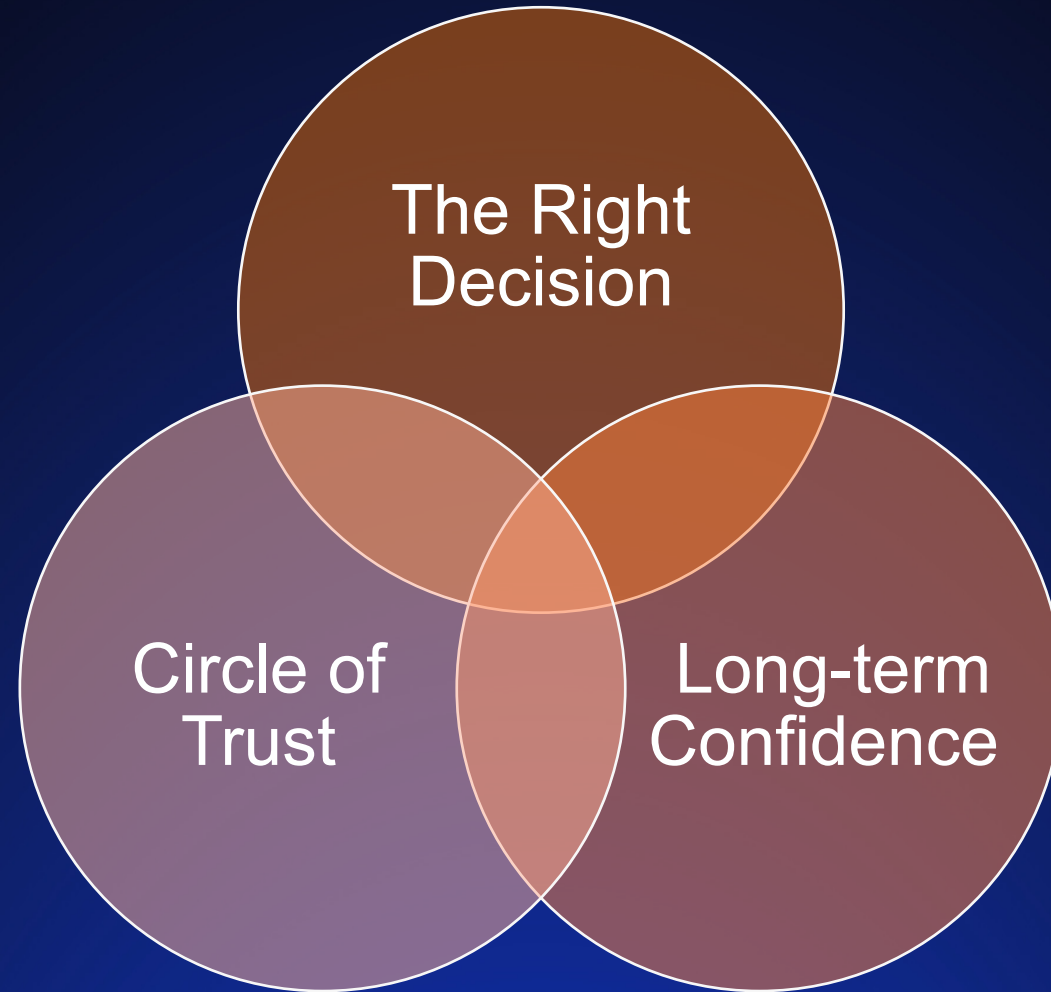 The Right
Decision
Circle of
Trust
Long-term
Confidence